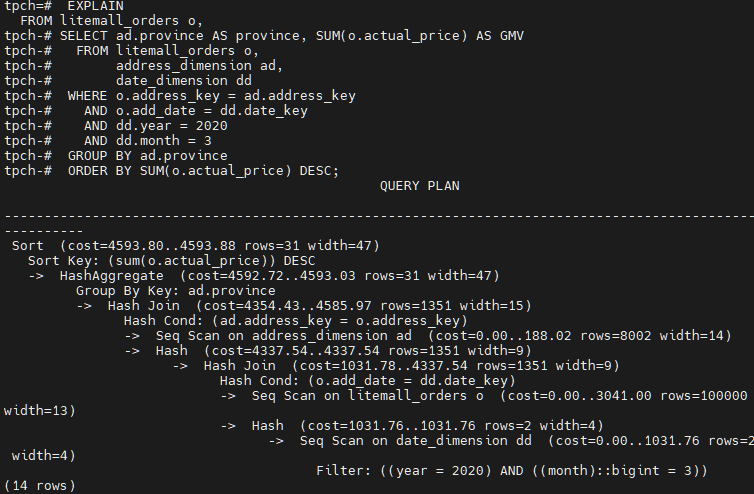 tpch=#  EXPLAIN
  FROM litemall_orders o,
tpch-# SELECT ad.province AS province, SUM(o.actual_price) AS GMV
tpch-#   FROM litemall_orders o,
tpch-#        address_dimension ad,
tpch-#        date_dimension dd
tpch-#  WHERE o.address_key = ad.address_key
tpch-#    AND o.add_date = dd.date_key
tpch-#    AND dd.year = 2020
tpch-#    AND dd.month = 3
tpch-#  GROUP BY ad.province
tpch-#  ORDER BY SUM(o.actual_price) DESC;
QUERY PLAN
----------------------------------------------------------------------------------------------
----------
 Sort  (cost=4593.80..4593.88 rows=31 width=47)
   Sort Key: (sum(o.actual_price)) DESC
   ->  HashAggregate  (cost=4592.72..4593.03 rows=31 width=47)
         Group By Key: ad.province
         ->  Hash Join  (cost=4354.43..4585.97 rows=1351 width=15)
               Hash Cond: (ad.address_key = o.address_key)
               ->  Seq Scan on address_dimension ad  (cost=0.00..188.02 rows=8002 width=14)
               ->  Hash  (cost=4337.54..4337.54 rows=1351 width=9)
                     ->  Hash Join  (cost=1031.78..4337.54 rows=1351 width=9)
                           Hash Cond: (o.add_date = dd.date_key)
                           ->  Seq Scan on litemall_orders o  (cost=0.00..3041.00 rows=100000
width=13)
                           ->  Hash  (cost=1031.76..1031.76 rows=2 width=4)
                                 ->  Seq Scan on date_dimension dd  (cost=0.00..1031.76 rows=2
 width=4)
                                       Filter: ((year = 2020) AND ((month)::bigint = 3))
(14 rows)